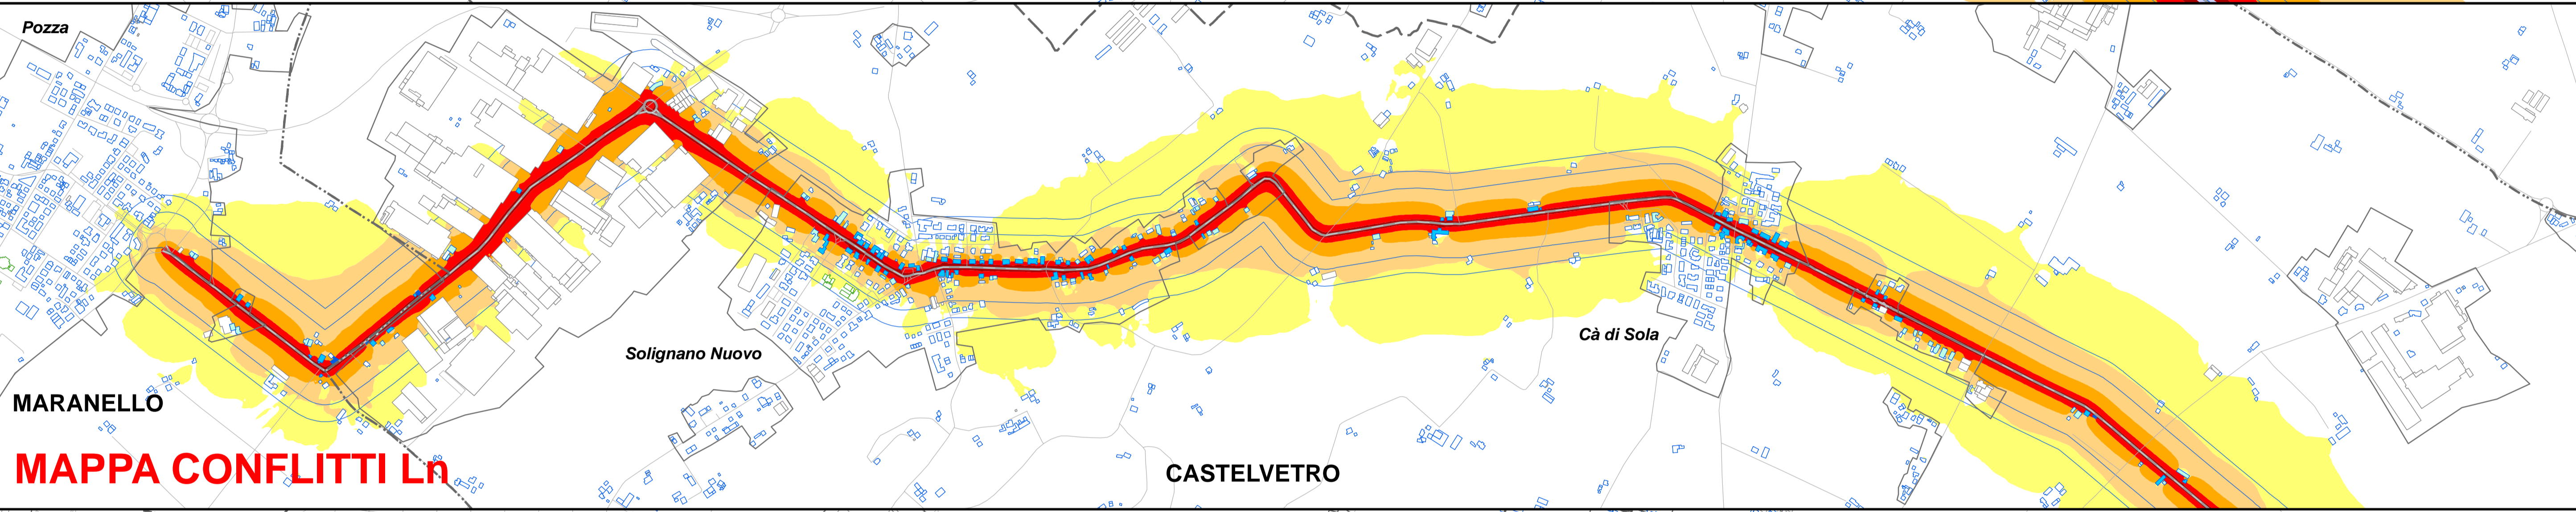 Pozza
Solignano Nuovo
Cà di Sola
MARANELLO
MAPPA CONFLITTI Ln
CASTELVETRO